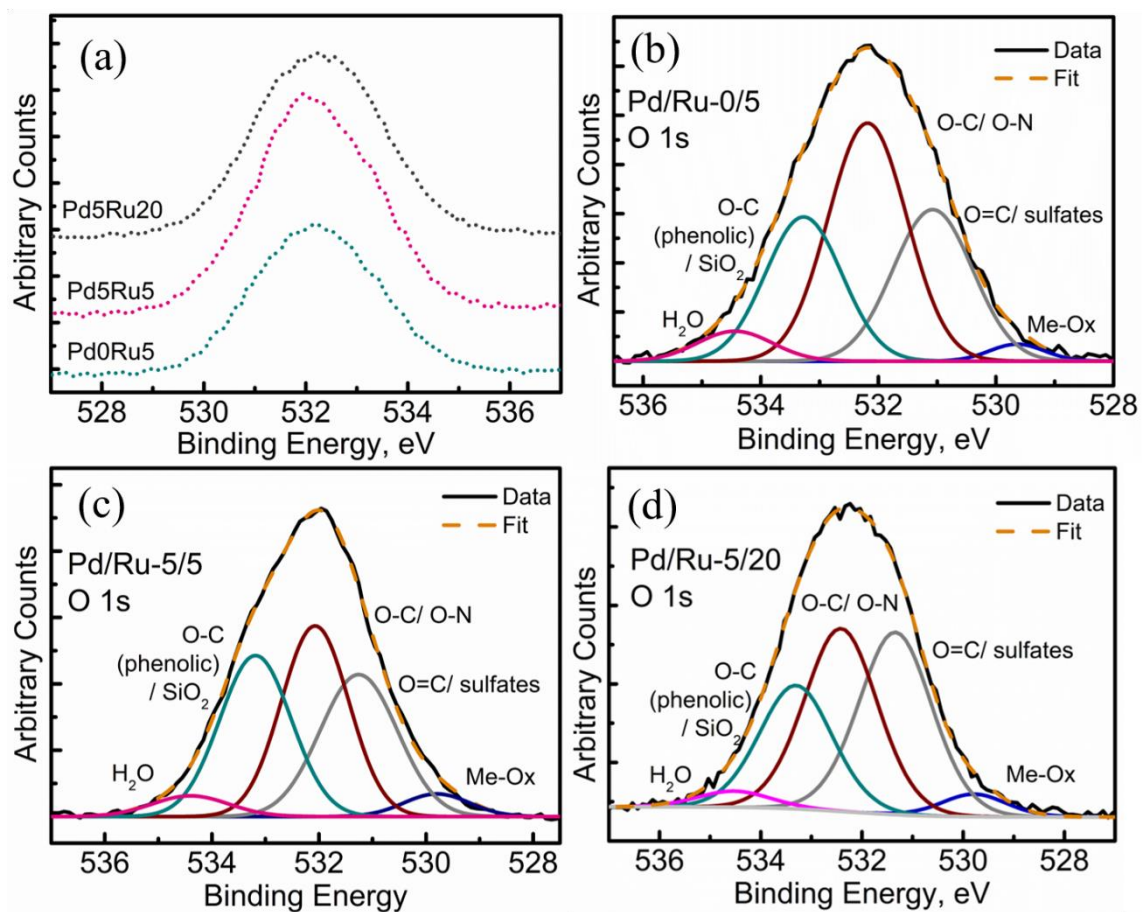 (a)
Pd5Ru20
Pd5Ru5
Pd0Ru5
528 530 532 534 536
Binding Energy, eV
Arbitrary Counts
(b)
Data
Fit
Pd/Ru-0/5
O 1s
O-C/ O-N
O-C
(phenolic)
/ SiO₂
O=C/ sulfates
H₂O
Me-Ox
536 534 532 530 528
Binding Energy, eV
Arbitrary Counts
(c)
Data
Fit
Pd/Ru-5/5
O 1s
O-C/ O-N
O-C
(phenolic)
/ SiO₂
O=C/ sulfates
H₂O
Me-Ox
536 534 532 530 528
Binding Energy
Arbitrary Counts
(d)
Data
Fit
Pd/Ru-5/20
O 1s
O-C/ O-N
O-C
(phenolic)
/ SiO₂
O=C/ sulfates
H₂O
Me-Ox
536 534 532 530 528
Binding Energy, eV
Arbitrary Counts